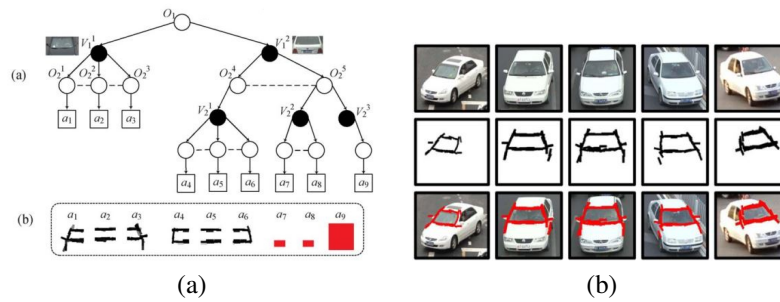 O₁
V₁¹ V₁²
(a) O₂¹ O₂² O₂³ O₂⁴ O₂⁵
V₂¹ V₂² V₂³
a₁ a₂ a₃
a₄ a₅ a₆ a₇ a₈ a₉
(b) a₁ a₂ a₃ a₄ a₅ a₆ a₇ a₈ a₉
(a)
(b)